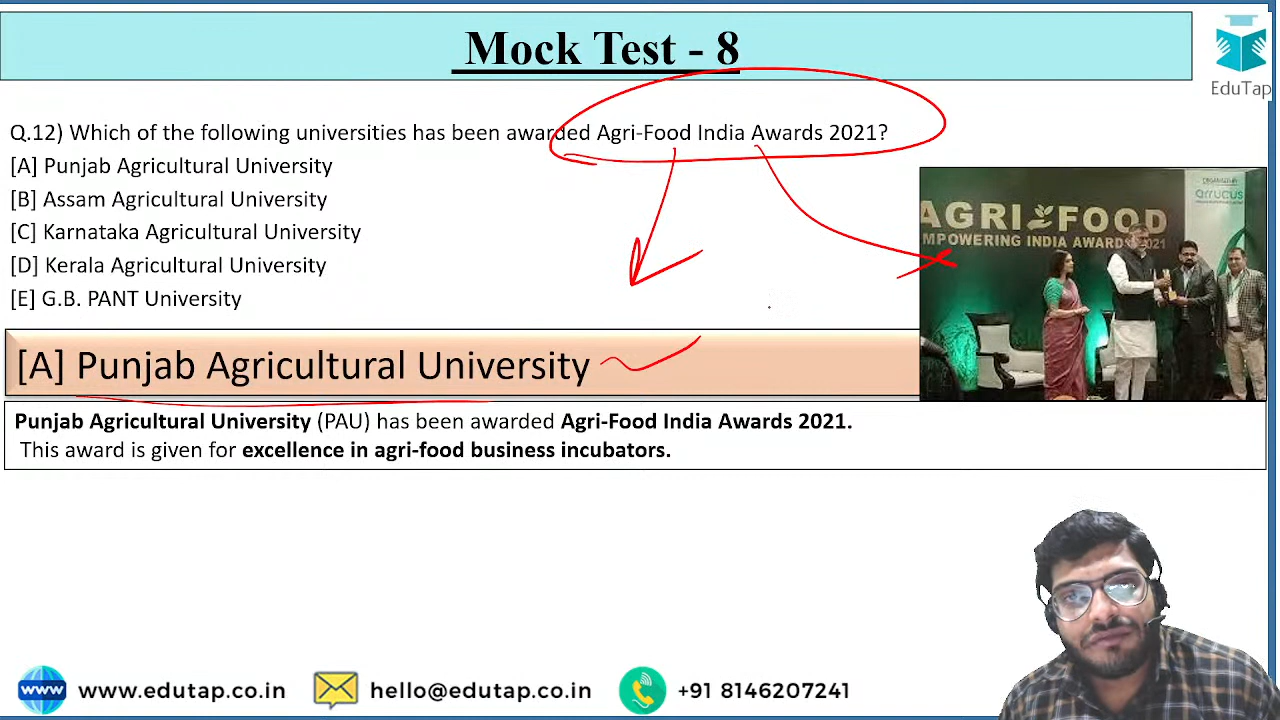 Mock Test - 8
EduTap
Q.12) Which of the following universities has been awarded Agri-Food India Awards 2021?
[A] Punjab Agricultural University
[B] Assam Agricultural University
[C] Karnataka Agricultural University
[D] Kerala Agricultural University
[E] G.B. PANT University
arrucus
AGRI FOOD
MPOWERING INDIA AWARDS 2021
[A] Punjab Agricultural University
Punjab Agricultural University (PAU) has been awarded Agri-Food India Awards 2021.
This award is given for excellence in agri-food business incubators.
www www.edutap.co.in hello@edutap.co.in +91 8146207241